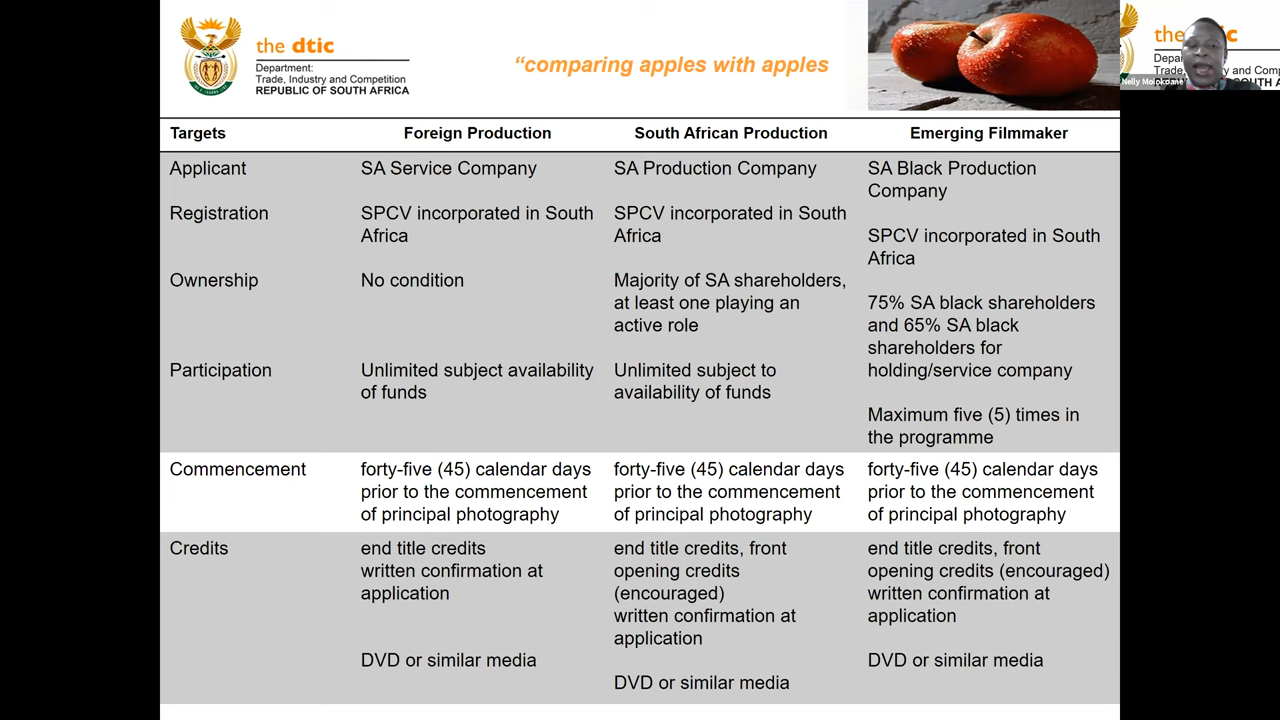 the dtic
Department:
Trade, Industry and Competition
REPUBLIC OF SOUTH AFRICA
“comparing apples with apples
Nelly Molokoane
Targets
Foreign Production
South African Production
Emerging Filmmaker
Applicant
SA Service Company
SA Production Company
SA Black Production
Company
Registration
SPCV incorporated in South
Africa
SPCV incorporated in South
Africa
SPCV incorporated in South
Africa
Ownership
No condition
Majority of SA shareholders,
at least one playing an
active role
75% SA black shareholders
and 65% SA black
shareholders for
holding/service company
Participation
Unlimited subject availability
of funds
Unlimited subject to
availability of funds
Maximum five (5) times in
the programme
Commencement
forty-five (45) calendar days
prior to the commencement
of principal photography
forty-five (45) calendar days
prior to the commencement
of principal photography
forty-five (45) calendar days
prior to the commencement
of principal photography
Credits
end title credits
written confirmation at
application
DVD or similar media
end title credits, front
opening credits
(encouraged)
written confirmation at
application
DVD or similar media
end title credits, front
opening credits (encouraged)
written confirmation at
application
DVD or similar media